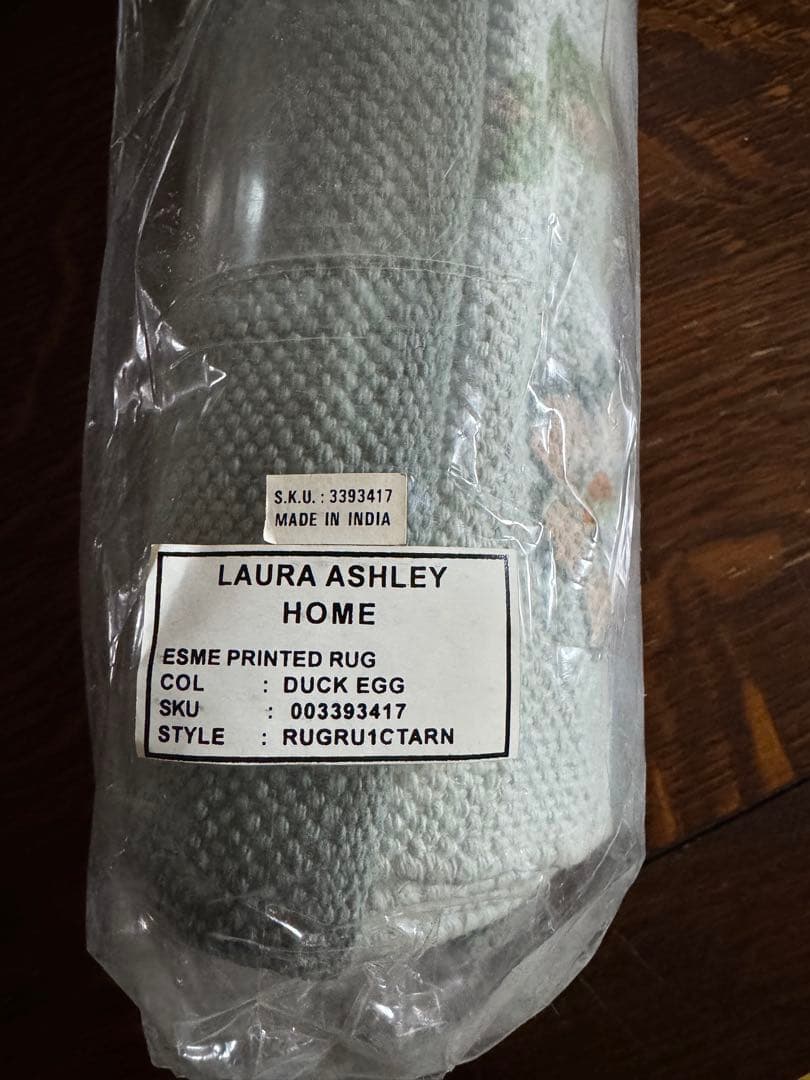 S.K.U. : 3393417
MADE IN INDIA
LAURA ASHLEY
HOME
ESME PRINTED RUG
COL : DUCK EGG
SKU : 003393417
STYLE : RUGRU1CTARN